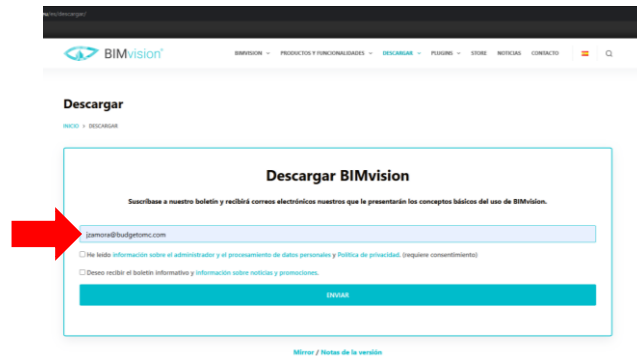 /es/descargar/
BIMvision
BIMVISION PRODUCTOS Y FUNCIONALIDADES DESCARGAR PLUGINS STORE NOTICIAS CONTACTO
Descargar
INICIO » DESCARGAR
Descargar BIMvision
Suscríbase a nuestro boletín y recibirá correos electrónicos nuestros que le presentarán los conceptos básicos del uso de BIMvision.
jzamora@budgetomc.com
He leído información sobre el administrador y el procesamiento de datos personales y Política de privacidad. (requiere consentimiento)
Deseo recibir el boletín informativo y información sobre noticias y promociones.
ENVIAR
Mirror / Notas de la versión